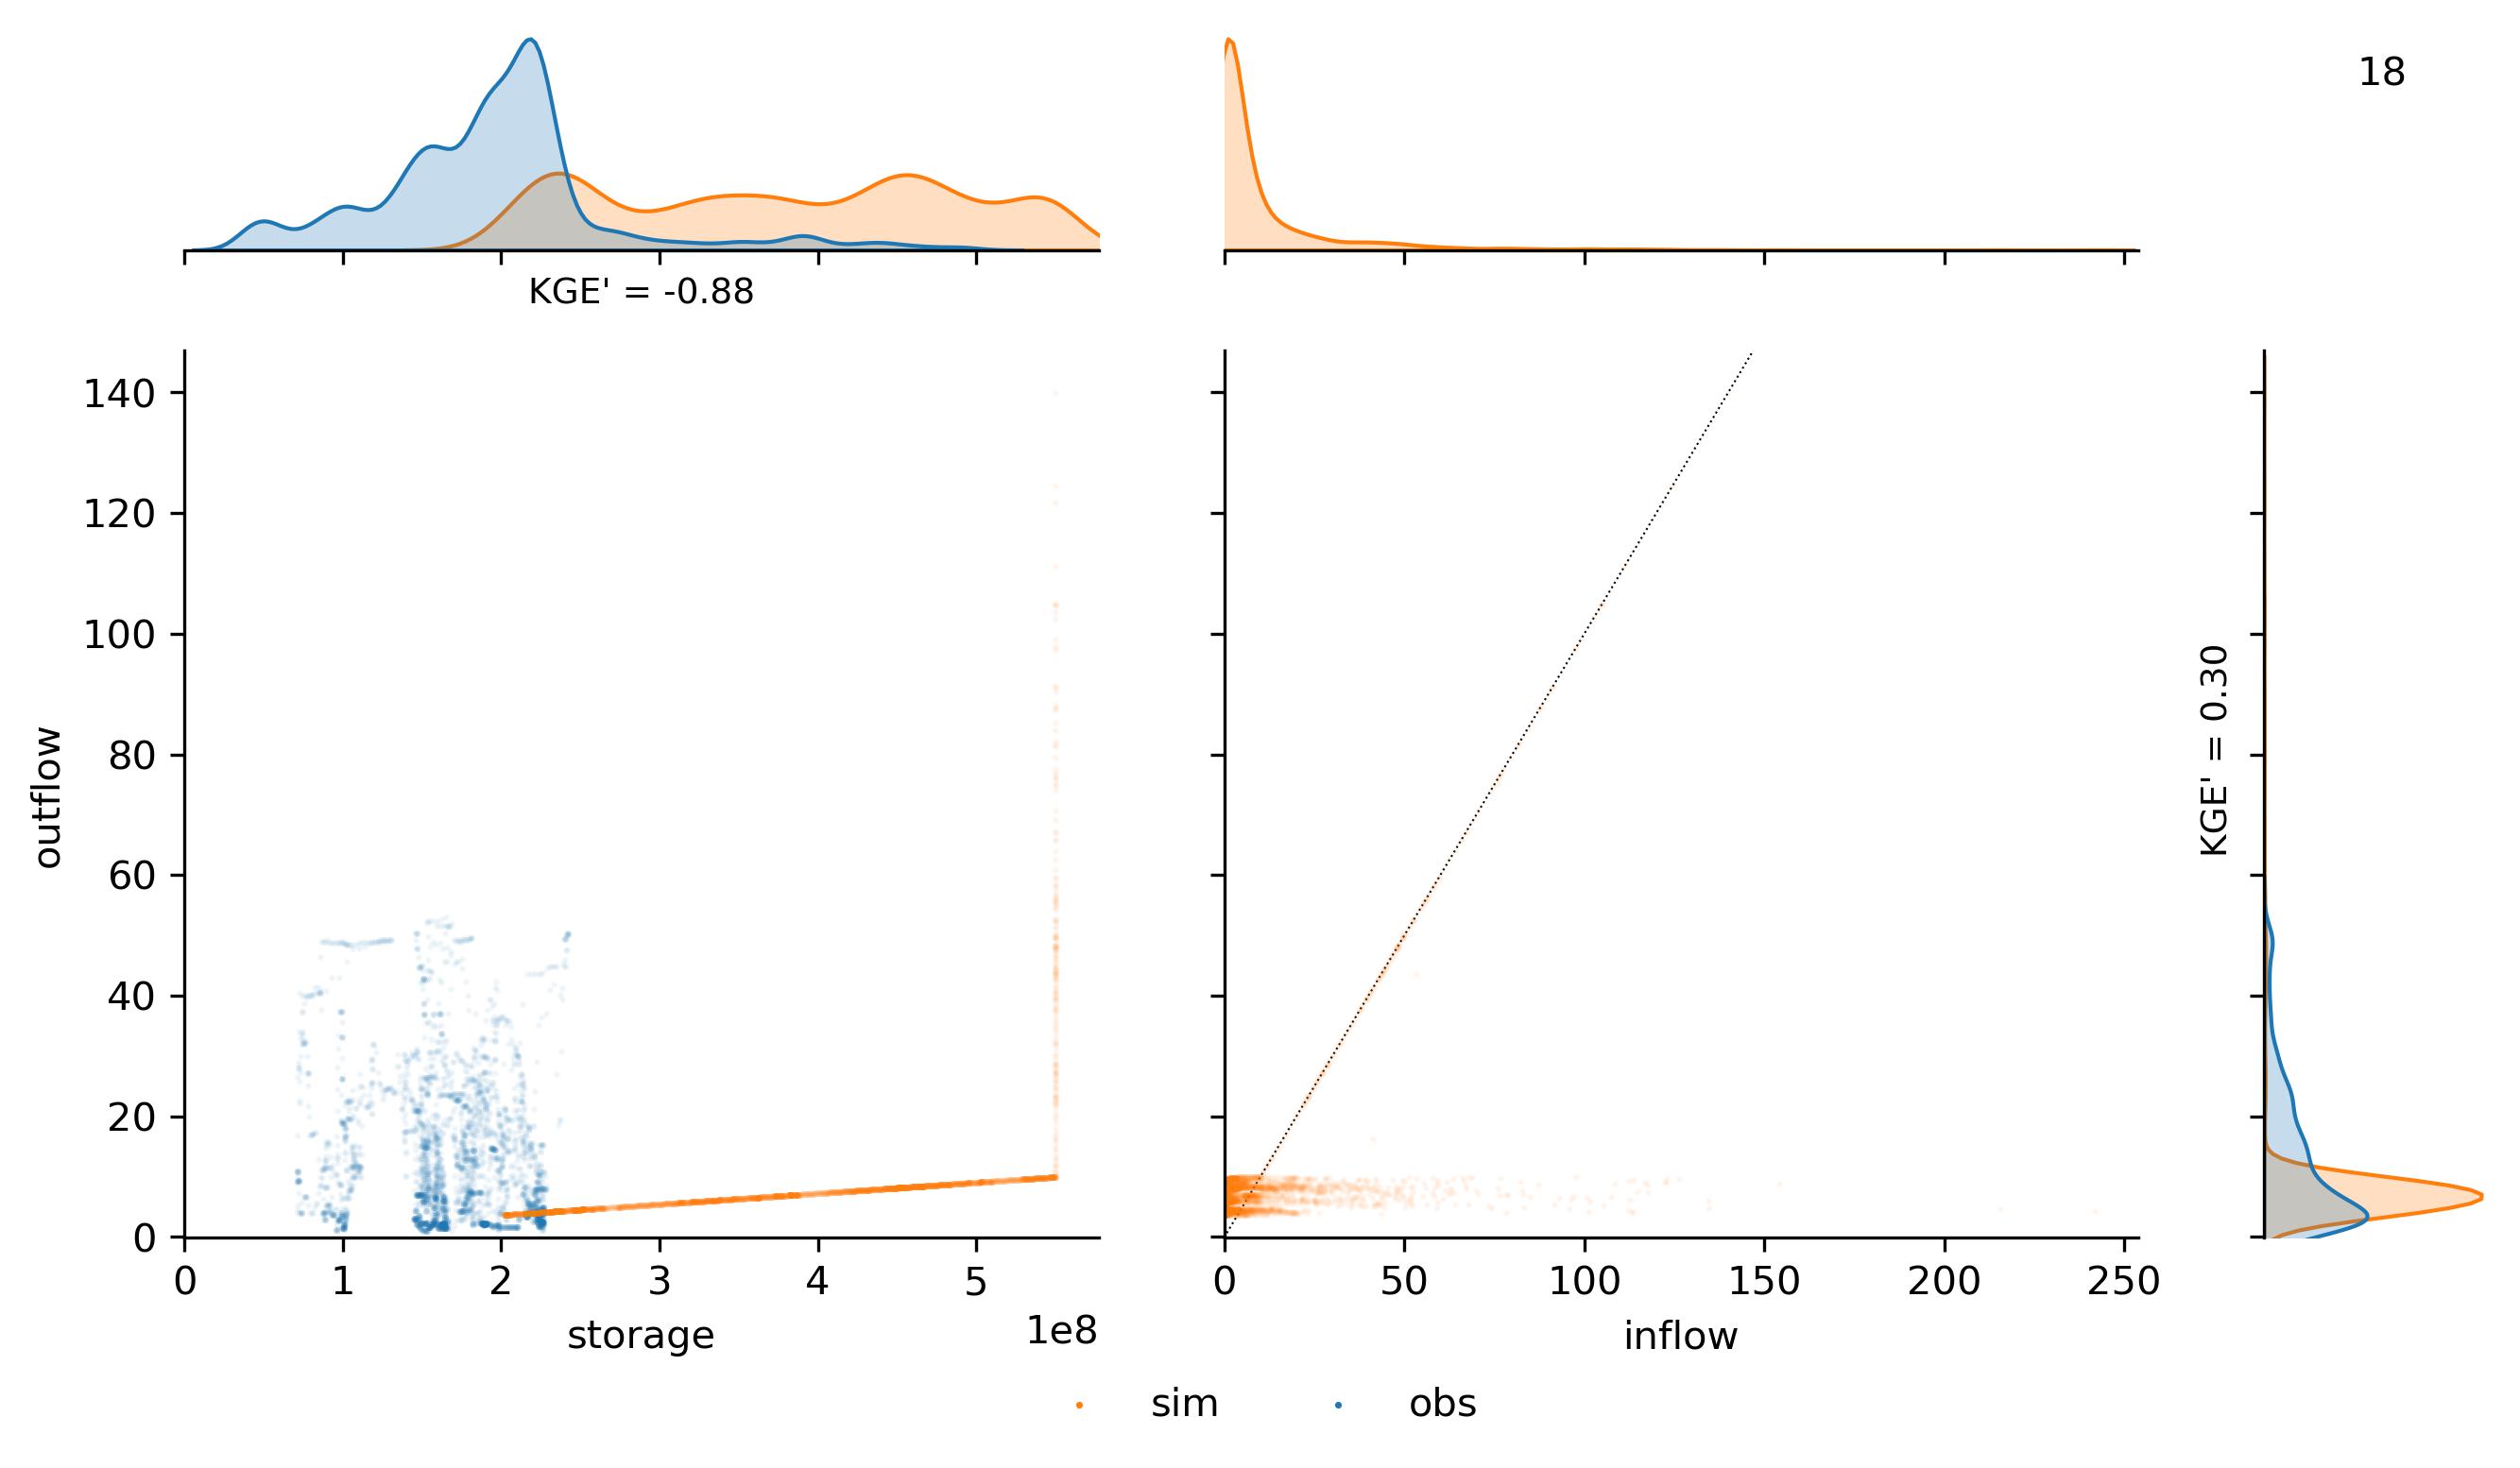 18
KGE' = -0.88
140
120
100
80
60
40
20
0
outflow
0 1 2 3 4 5
1e8
storage
0 50 100 150 200 250
inflow
KGE' = 0.30
sim obs